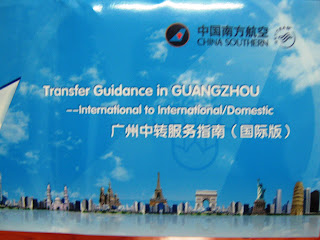 中国南方航空
CHINA SOUTHERN
Transfer Guidance in GUANGZHOU
--International to International/Domestic
广州中转服务指南（国际版）